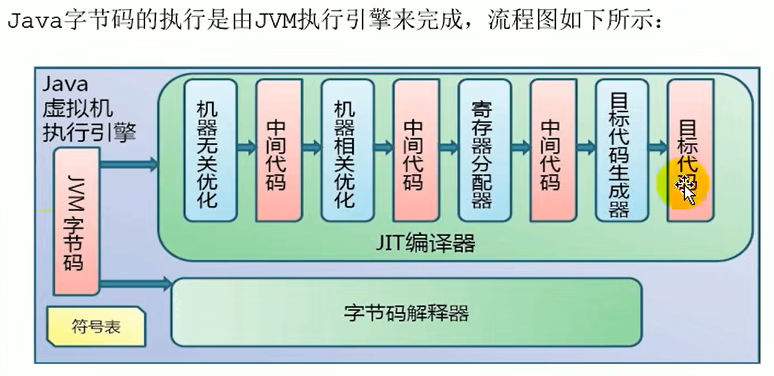 Java字节码的执行是由JVM执行引擎来完成，流程图如下所示：
Java
虚拟机
执行引擎
JVM字节码
符号表
机器无关优化
中间代码
机器相关优化
中间代码
寄存器分配器
中间代码
目标代码生成器
目标代码
JIT编译器
字节码解释器